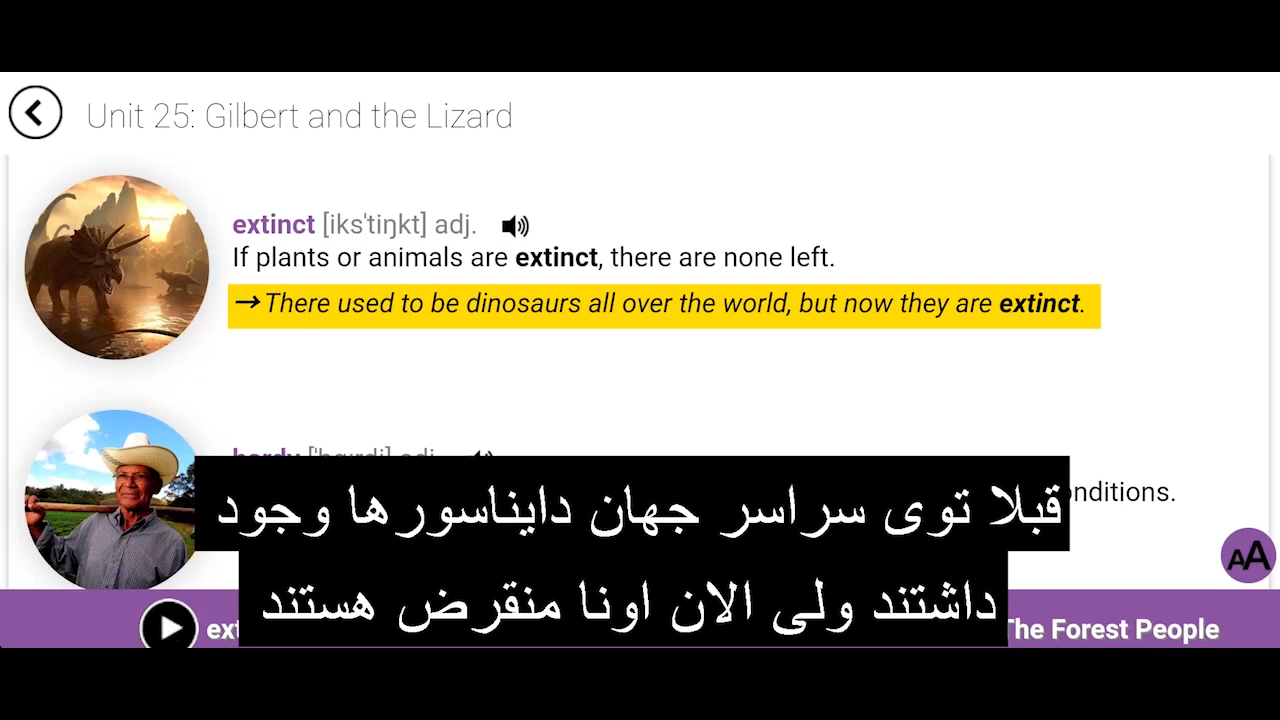 Unit 25: Gilbert and the Lizard
extinct [iks'tiŋkt] adj.
If plants or animals are extinct, there are none left.
→ There used to be dinosaurs all over the world, but now they are extinct.
conditions.
قبلا توی سراسر جهان دایناسورها وجود
داشتند ولی الان اونا منقرض هستند
AA
The Forest People